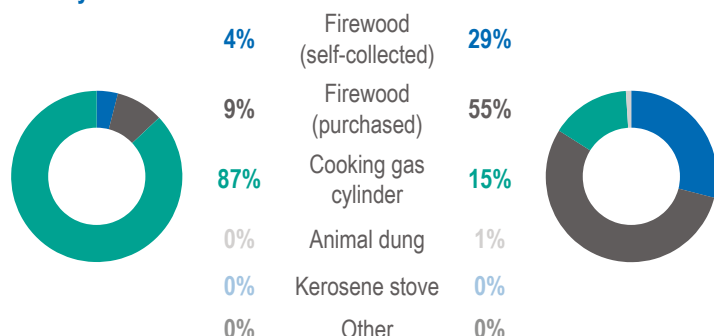 4% Firewood (self-collected) 29%
9% Firewood (purchased) 55%
87% Cooking gas cylinder 15%
0% Animal dung 1%
0% Kerosene stove 0%
0% Other 0%